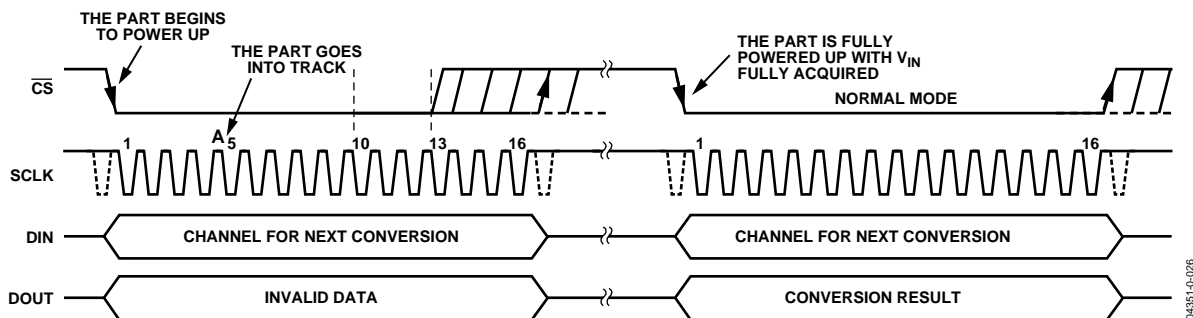 THE PART BEGINS
TO POWER UP
THE PART GOES
INTO TRACK
THE PART IS FULLY
POWERED UP WITH VIN
FULLY ACQUIRED
CS
NORMAL MODE
A
1 5 10 13 16 1 16
SCLK
DIN CHANNEL FOR NEXT CONVERSION CHANNEL FOR NEXT CONVERSION
DOUT INVALID DATA CONVERSION RESULT
04351-0-026